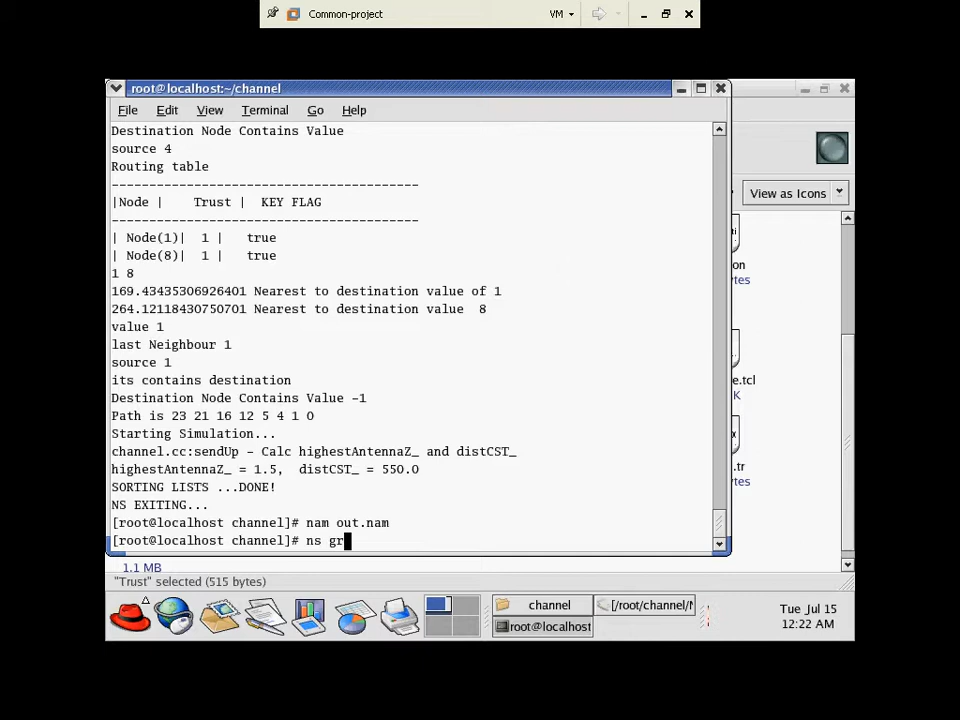 Common-project
VM
root@localhost:~/channel
File Edit View Terminal Go Help
Destination Node Contains Value
source 4
Routing table
-----------------------------------------
|Node | Trust | KEY FLAG
-----------------------------------------
| Node(1)| 1 | true
| Node(8)| 1 | true
1 8
169.43435306926401 Nearest to destination value of 1
264.12118430750701 Nearest to destination value 8
value 1
last Neighbour 1
source 1
its contains destination
Destination Node Contains Value -1
Path is 23 21 16 12 5 4 1 0
Starting Simulation...
channel.cc:sendUp - Calc highestAntennaZ_ and distCST_
highestAntennaZ_ = 1.5, distCST_ = 550.0
SORTING LISTS ...DONE!
NS EXITING...
[root@localhost channel]# nam out.nam
[root@localhost channel]# ns gr
View as Icons
ti
on
ytes
e.tcl
K
x
.tr
ytes
1.1 MB
"Trust" selected (515 bytes)
channel
[/root/channel/
root@localhost
Tue Jul 15
12:22 AM